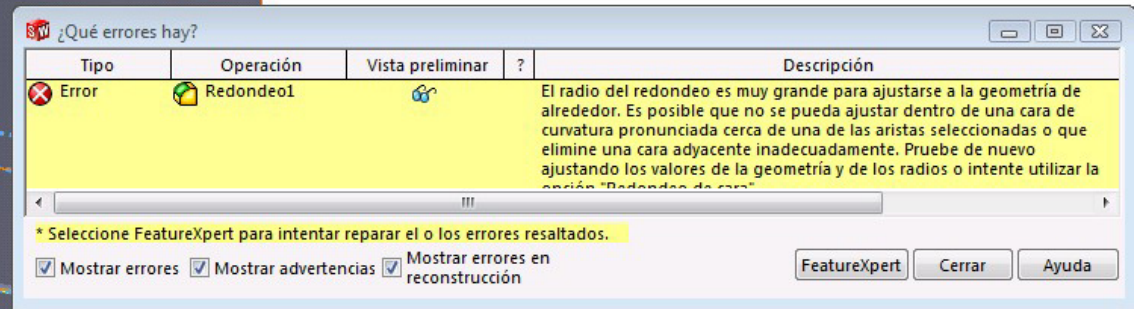 ¿Qué errores hay?
Tipo Operación Vista preliminar ? Descripción
Error Redondeo1 El radio del redondeo es muy grande para ajustarse a la geometría de
alrededor. Es posible que no se pueda ajustar dentro de una cara de
curvatura pronunciada cerca de una de las aristas seleccionadas o que
elimine una cara adyacente inadecuadamente. Pruebe de nuevo
ajustando los valores de la geometría y de los radios o intente utilizar la
opción "Redondeo de cara"
* Seleccione FeatureXpert para intentar reparar el o los errores resaltados.
Mostrar errores Mostrar advertencias Mostrar errores en
reconstrucción
FeatureXpert Cerrar Ayuda